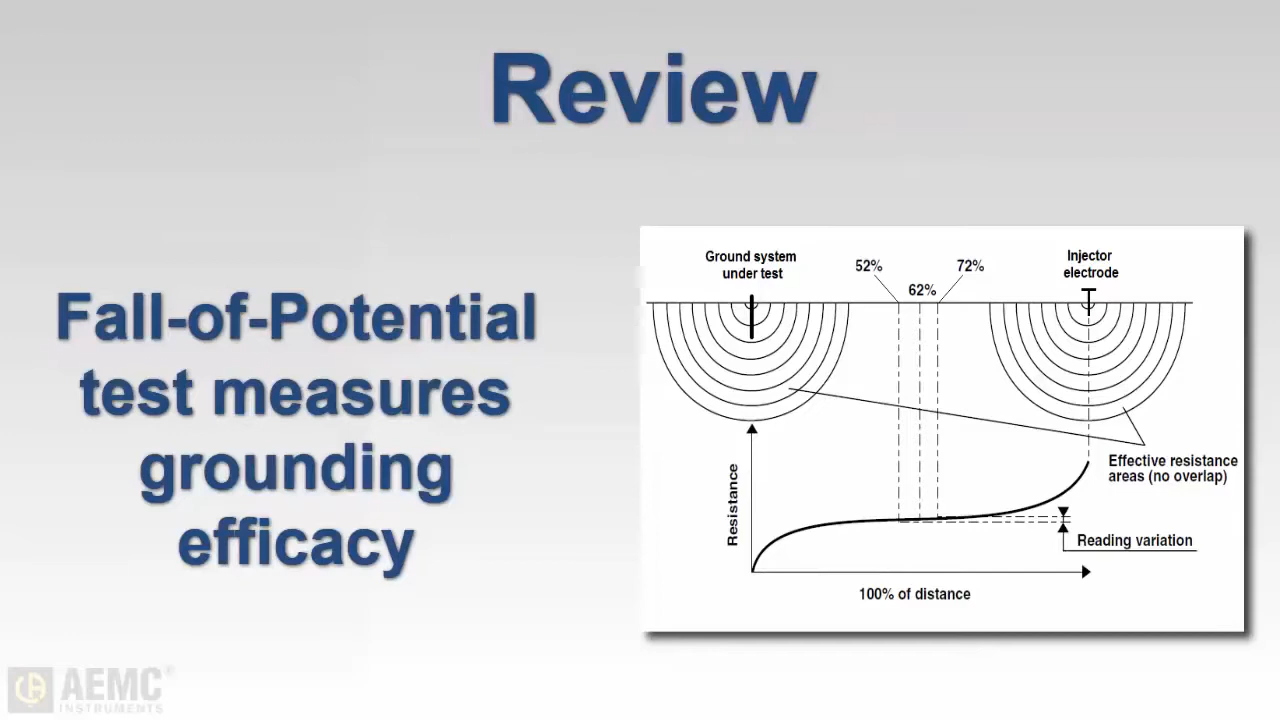 Review
Fall-of-Potential
test measures
grounding
efficacy
Ground system
under test
52%
62%
72%
Injector
electrode
Effective resistance
areas (no overlap)
Resistance
Reading variation
100% of distance
AEMC®
INSTRUMENTS